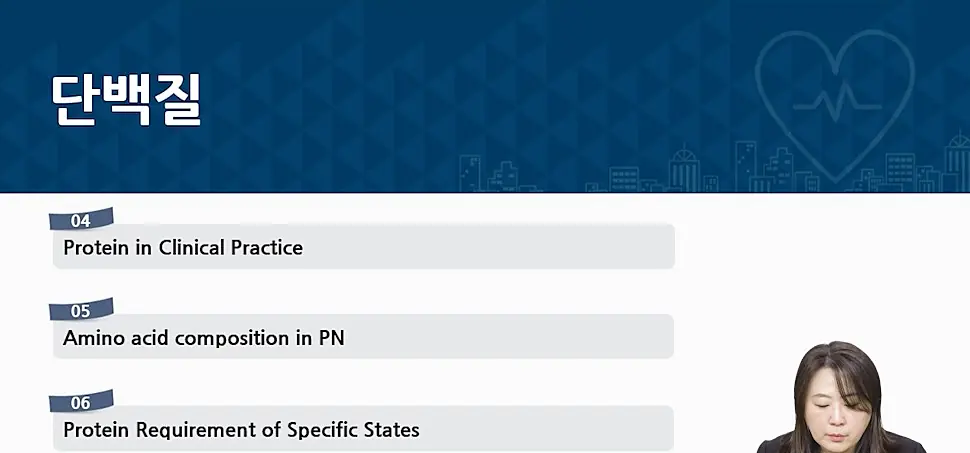 단백질
04
Protein in Clinical Practice
05
Amino acid composition in PN
06
Protein Requirement of Specific States